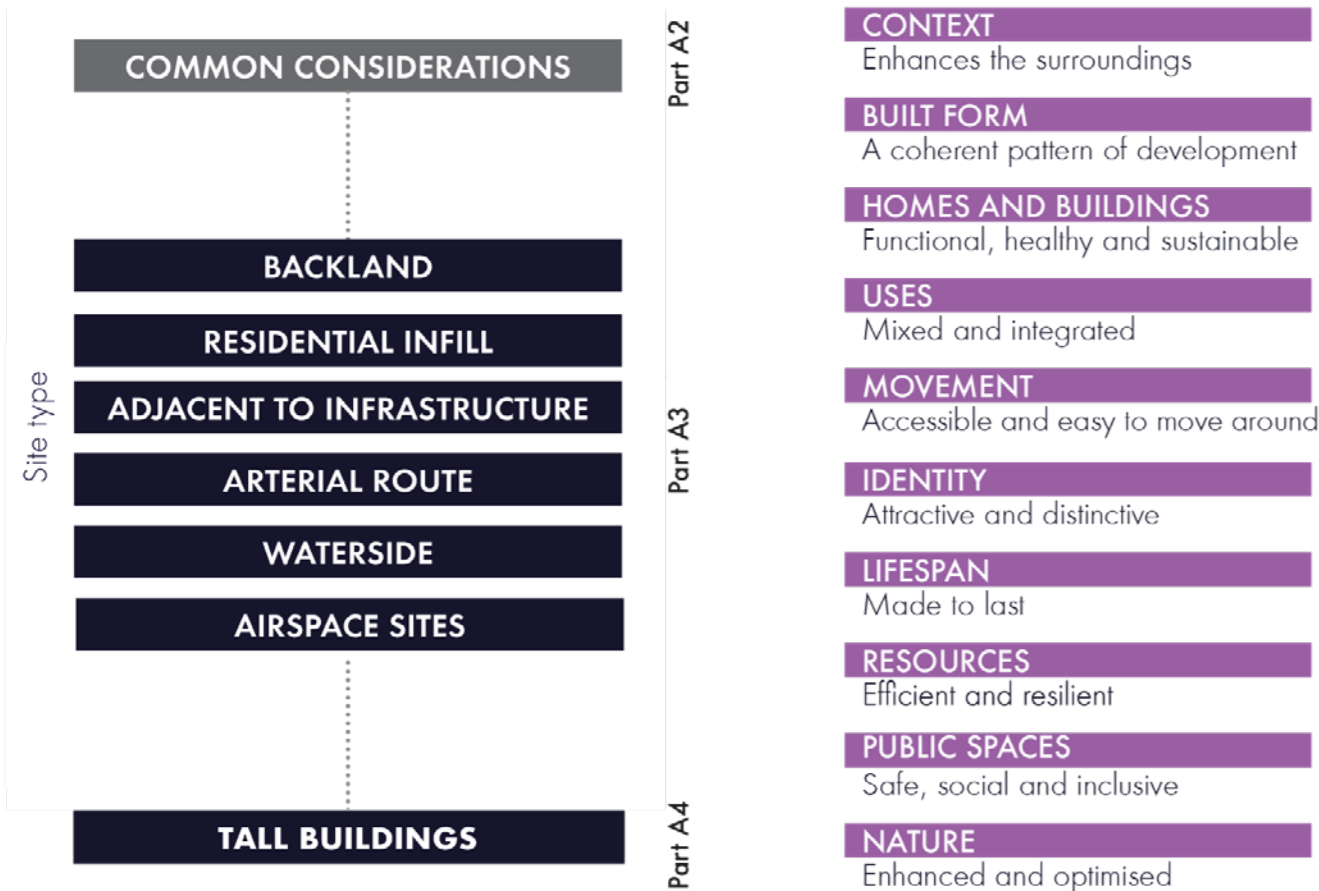 COMMON CONSIDERATIONS
Part A2
Site type
BACKLAND
RESIDENTIAL INFILL
ADJACENT TO INFRASTRUCTURE
ARTERIAL ROUTE
WATERSIDE
AIRSPACE SITES
Part A3
TALL BUILDINGS
Part A4
CONTEXT
Enhances the surroundings
BUILT FORM
A coherent pattern of development
HOMES AND BUILDINGS
Functional, healthy and sustainable
USES
Mixed and integrated
MOVEMENT
Accessible and easy to move around
IDENTITY
Attractive and distinctive
LIFESPAN
Made to last
RESOURCES
Efficient and resilient
PUBLIC SPACES
Safe, social and inclusive
NATURE
Enhanced and optimised